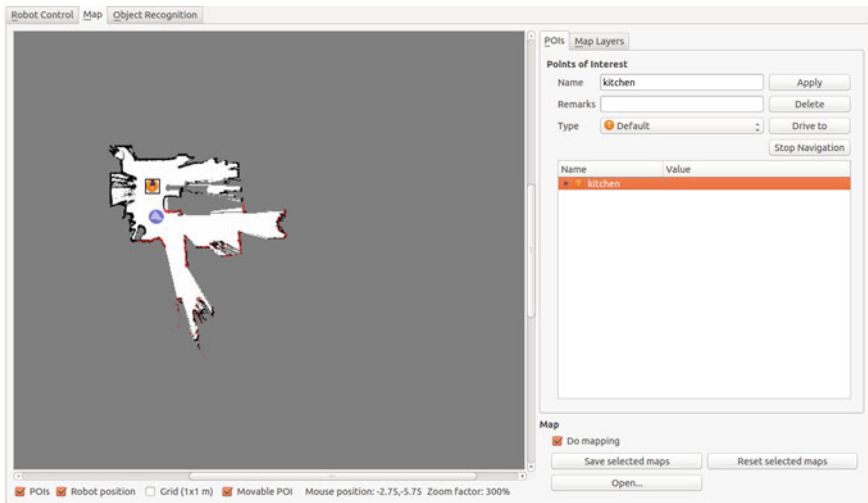 Robot Control Map Object Recognition
POIs Map Layers
Points of Interest
Name kitchen Apply
Remarks Delete
Type Default Drive to
Stop Navigation
Name Value
kitchen
Map
Do mapping
Save selected maps Reset selected maps
Open...
POIs Robot position Grid (1x1 m) Movable POI Mouse position: -2.75,-5.75 Zoom factor: 300%